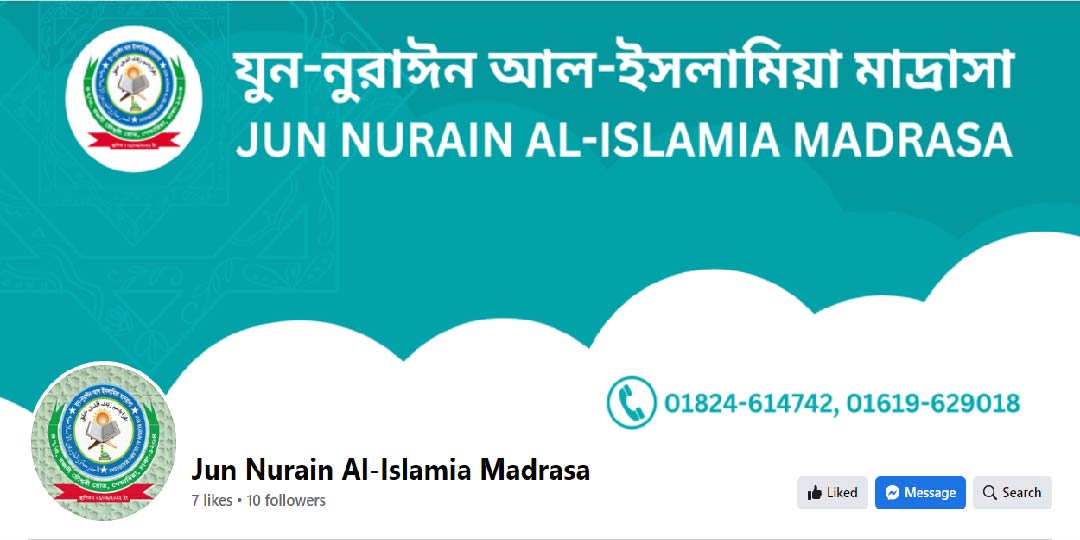 যুন-নুরাঈন আল-ইসলামিয়া মাদ্রাসা
JUN NURAIN AL-ISLAMIA MADRASA
01824-614742, 01619-629018
Jun Nurain Al-Islamia Madrasa
7 likes • 10 followers
Liked
Message
Search